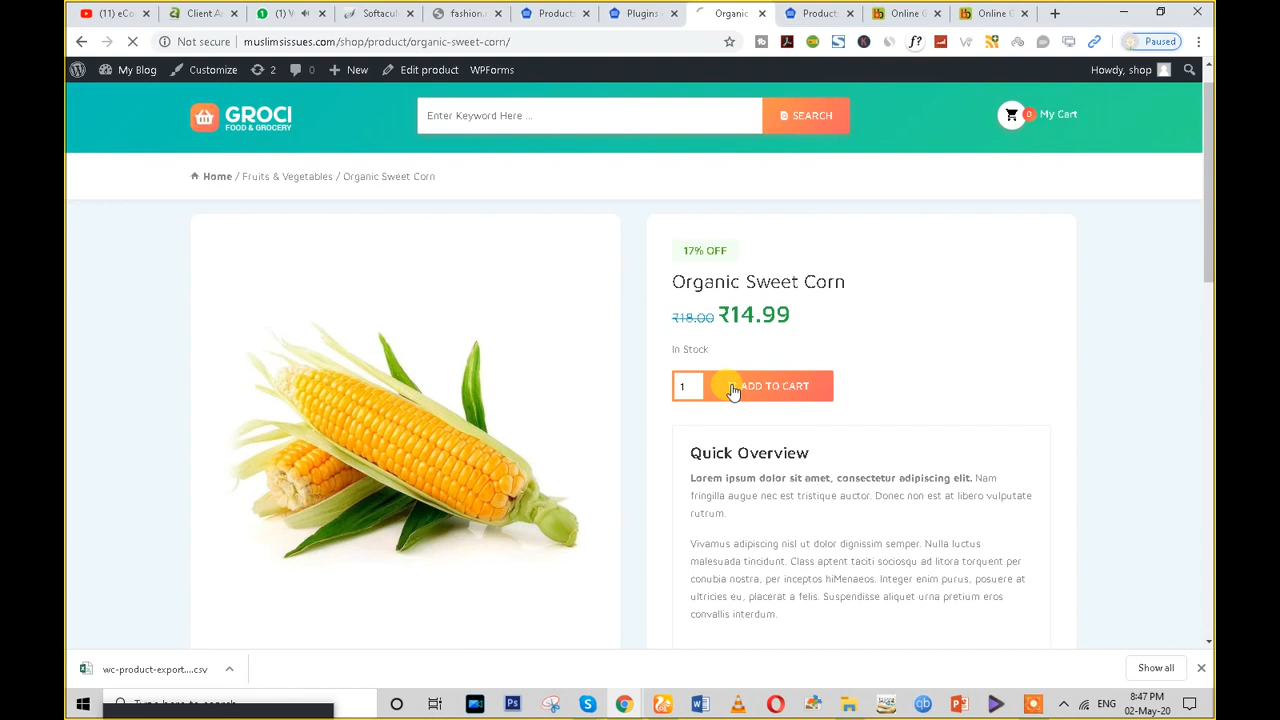 (11) eCo
Client A
(1) V
Softacul
fashion.m
Product:
Plugins
Organic
Product:
Online G
Online G
Not secure
muslimsissues.com/shop/product/organic-sweet-corn/
Paused
My Blog
Customize
2
0
New
Edit product
WPForms
Howdy, shop
GROCI
FOOD & GROCERY
Enter Keyword Here ...
SEARCH
0
My Cart
Home / Fruits & Vegetables / Organic Sweet Corn
17% OFF
Organic Sweet Corn
₹18.00 ₹14.99
In Stock
1
ADD TO CART
Quick Overview
Lorem ipsum dolor sit amet, consectetur adipiscing elit. Nam
fringilla augue nec est tristique auctor. Donec non est at libero vulputate
rutrum.
Vivamus adipiscing nisl ut dolor dignissim semper. Nulla luctus
malesuada tincidunt. Class aptent taciti sociosqu ad litora torquent per
conubia nostra, per inceptos hiMenaeos. Integer enim purus, posuere at
ultricies eu, placerat a felis. Suspendisse aliquet urna pretium eros
convallis interdum.
wc-product-export....csv
Show all
Type here to search
ENG
8:47 PM
02-May-20